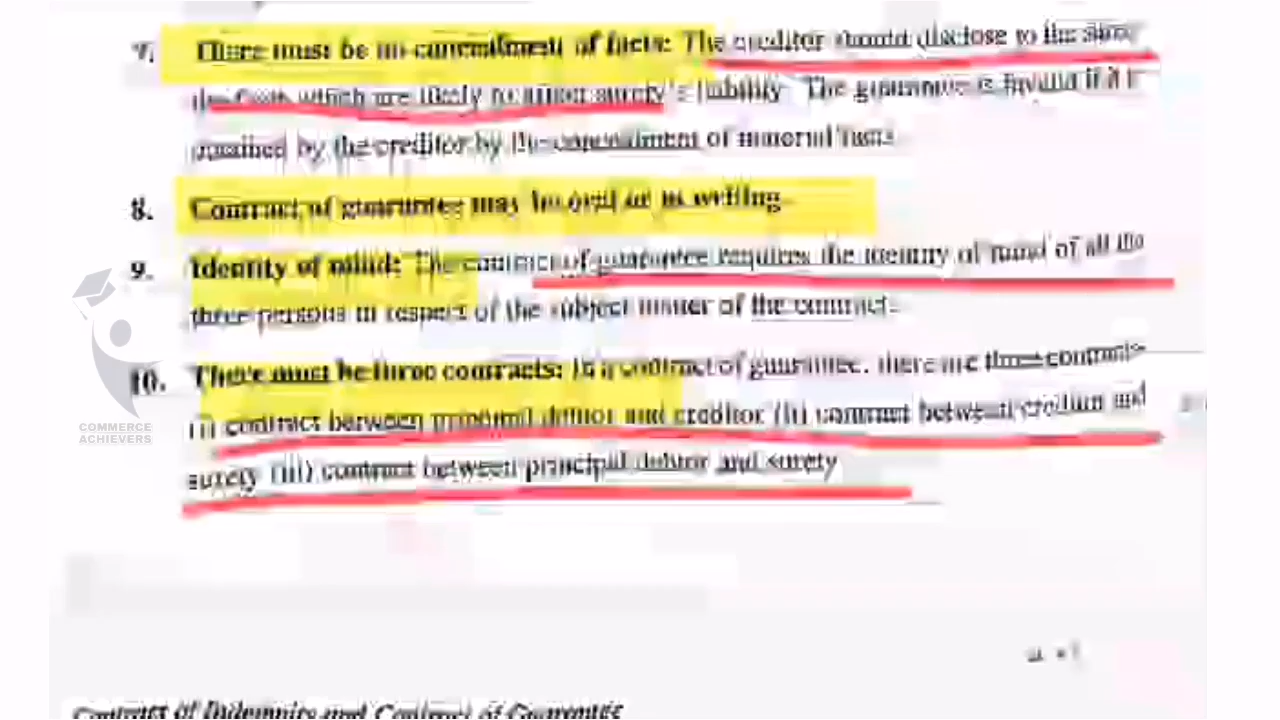 7. There must be no concealment of facts: The creditor should disclose to the surety
the facts which are likely to affect surety's liability. The guarantee is invalid if it is
obtained by the creditor by the concealment of material facts.
8. Contract of guarantee may be oral or in writing.
9. Identity of mind: The contract of guarantee requires the identity of mind of all the
three persons in respect of the subject matter of the contract.
10. There must be three contracts: In a contract of guarantee, there are three contracts
(i) contract between principal debtor and creditor (ii) contract between creditor and
surety (iii) contract between principal debtor and surety
COMMERCE
ACHIEVERS
Contract of Indemnity and Contract of Guarantee